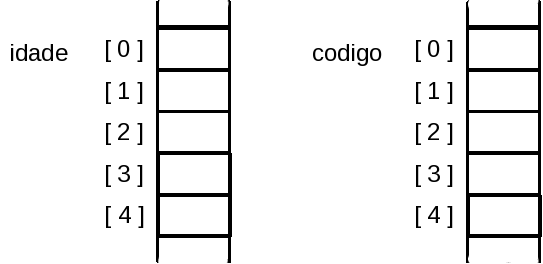 idade [ 0 ] codigo [ 0 ]
[ 1 ] [ 1 ]
[ 2 ] [ 2 ]
[ 3 ] [ 3 ]
[ 4 ] [ 4 ]